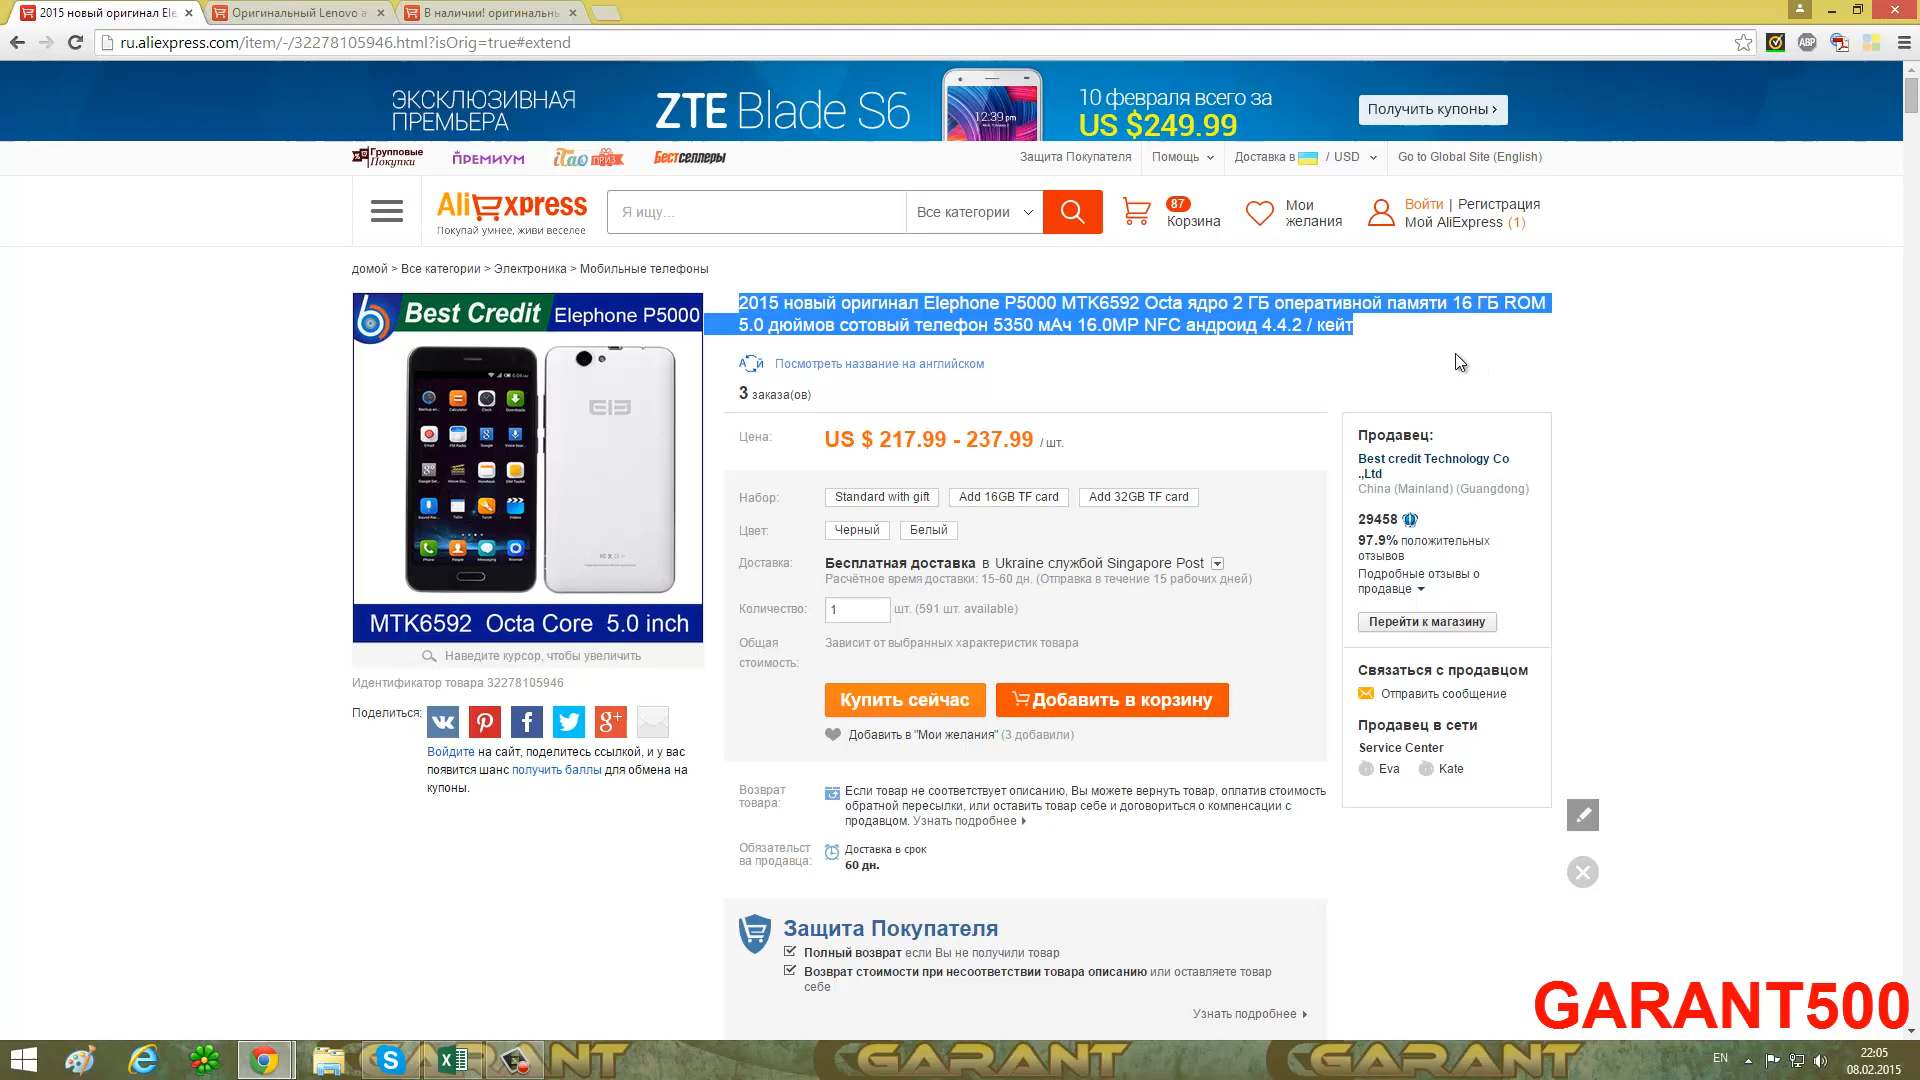 2015 новый оригинал Ele
Оригинальный Lenovo a
В наличии! оригинальнь
ru.aliexpress.com/item/-/32278105946.html?isOrig=true#extend
ABP
ЭКСКЛЮЗИВНАЯ
ПРЕМЬЕРА
ZTE Blade S6
12:39 pm
10 февраля всего за
US $249.99
Получить купоны ›
Групповые
Покупки
ПРЕМИУМ
iTao ПРИЗ
Бестселлеры
Защита Покупателя
Помощь
Доставка в / USD
Go to Global Site (English)
AliExpress
Покупай умнее, живи веселее
Я ищу...
Все категории
87
Корзина
Мои
желания
Войти | Регистрация
Мой AliExpress (1)
домой > Все категории > Электроника > Мобильные телефоны
Best Credit Elephone P5000
MTK6592 Octa Core 5.0 inch
Наведите курсор, чтобы увеличить
Идентификатор товара 32278105946
Поделиться:
Войдите на сайт, поделитесь ссылкой, и у вас
появится шанс получить баллы для обмена на
купоны.
2015 новый оригинал Elephone P5000 MTK6592 Octa ядро 2 ГБ оперативной памяти 16 ГБ ROM
5.0 дюймов сотовый телефон 5350 мАч 16.0MP NFC андроид 4.4.2 / кейт
Посмотреть название на английском
3 заказа(ов)
Цена: US $ 217.99 - 237.99 / шт.
Набор: Standard with gift Add 16GB TF card Add 32GB TF card
Цвет: Черный Белый
Доставка: Бесплатная доставка в Ukraine службой Singapore Post
Расчётное время доставки: 15-60 дн. (Отправка в течение 15 рабочих дней)
Количество: 1 шт. (591 шт. available)
Общая
стоимость:
Зависит от выбранных характеристик товара
Купить сейчас
Добавить в корзину
Добавить в "Мои желания" (3 добавили)
Возврат
товара:
Если товар не соответствует описанию, Вы можете вернуть товар, оплатив стоимость
обратной пересылки, или оставить товар себе и договориться о компенсации с
продавцом. Узнать подробнее
Обязательст
ва продавца:
Доставка в срок
60 дн.
Защита Покупателя
Полный возврат если Вы не получили товар
Возврат стоимости при несоответствии товара описанию или оставляете товар
себе
Узнать подробнее
Продавец:
Best credit Technology Co
.,Ltd
China (Mainland) (Guangdong)
29458
97.9% положительных
отзывов
Подробные отзывы о
продавце
Перейти к магазину
Связаться с продавцом
Отправить сообщение
Продавец в сети
Service Center
Eva Kate
GARANT500
GARANT
GARANT
GARANT
EN
22:05
08.02.2015